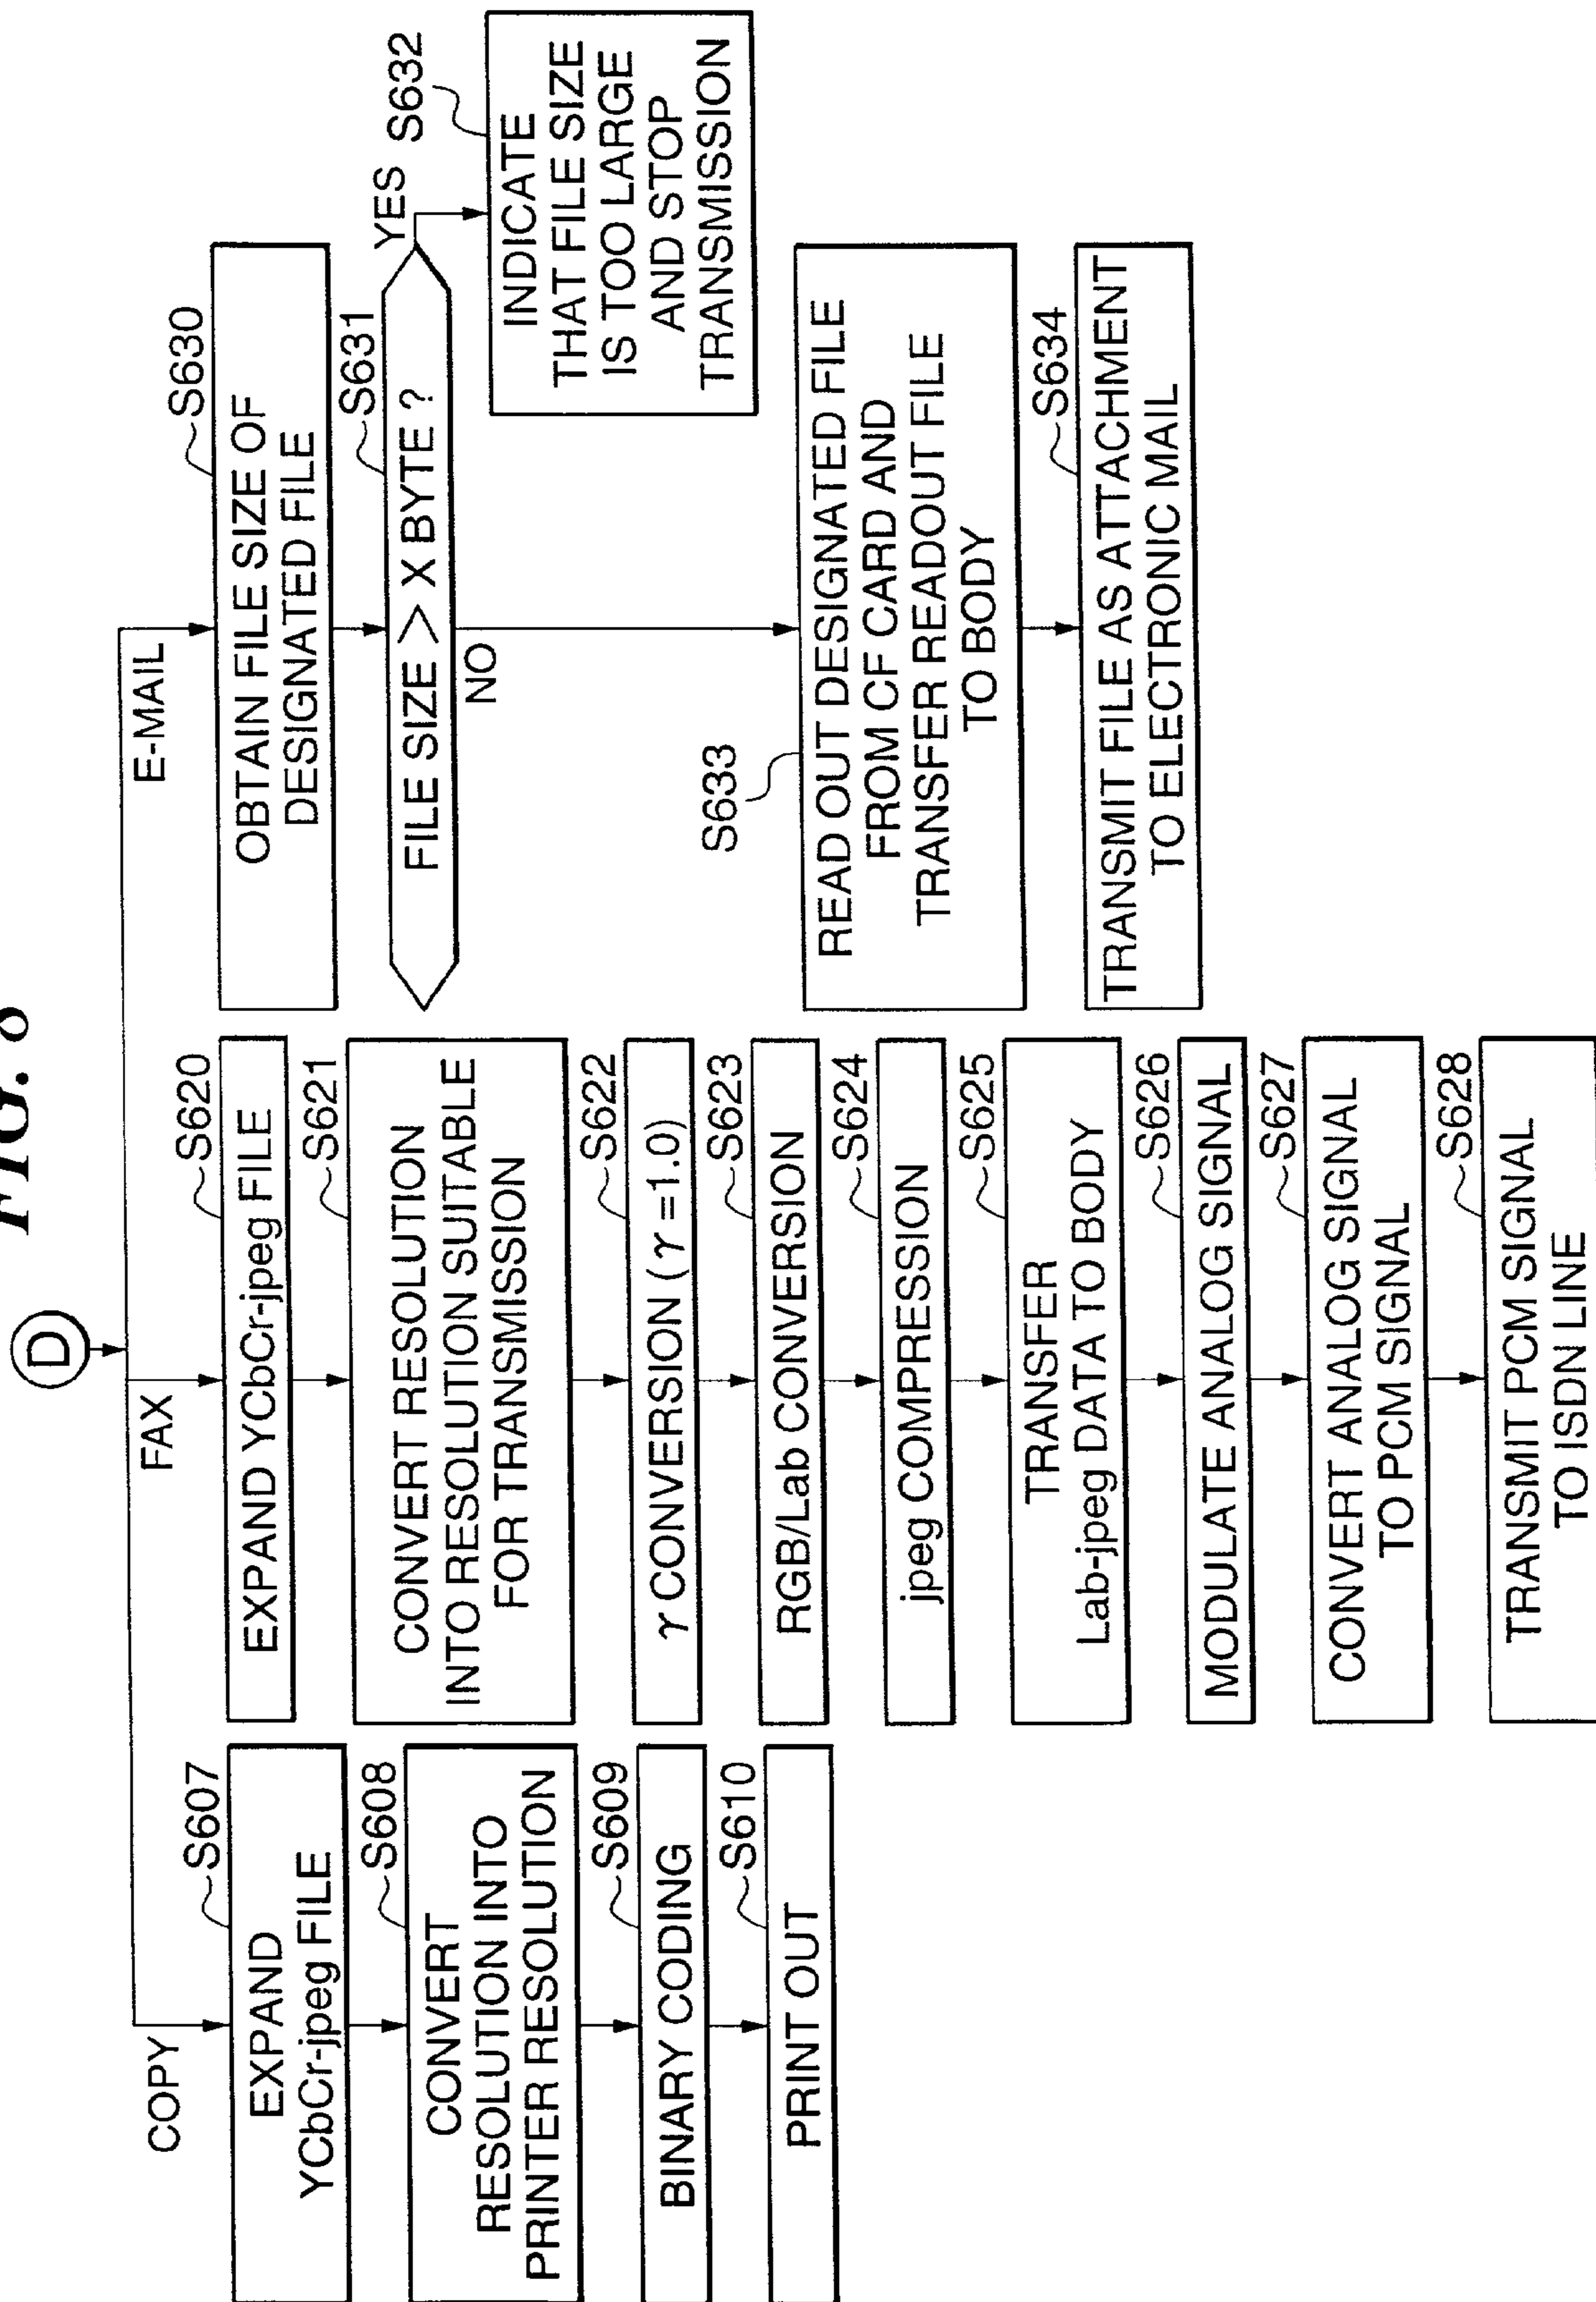 FIG. 8
D
COPY
S607
EXPAND
YCbCr-jpeg FILE
S608
CONVERT
RESOLUTION INTO
PRINTER RESOLUTION
S609
BINARY CODING
S610
PRINT OUT
FAX
S620
EXPAND YCbCr-jpeg FILE
S621
CONVERT RESOLUTION
INTO RESOLUTION SUITABLE
FOR TRANSMISSION
S622
γ CONVERSION (γ =1.0)
S623
RGB/Lab CONVERSION
S624
jpeg COMPRESSION
S625
TRANSFER
Lab-jpeg DATA TO BODY
S626
MODULATE ANALOG SIGNAL
S627
CONVERT ANALOG SIGNAL
TO PCM SIGNAL
S628
TRANSMIT PCM SIGNAL
TO ISDN LINE
E-MAIL
S630
OBTAIN FILE SIZE OF
DESIGNATED FILE
S631
FILE SIZE > X BYTE ?
YES
S632
INDICATE
THAT FILE SIZE
IS TOO LARGE
AND STOP
TRANSMISSION
NO
S633
READ OUT DESIGNATED FILE
FROM CF CARD AND
TRANSFER READOUT FILE
TO BODY
S634
TRANSMIT FILE AS ATTACHMENT
TO ELECTRONIC MAIL